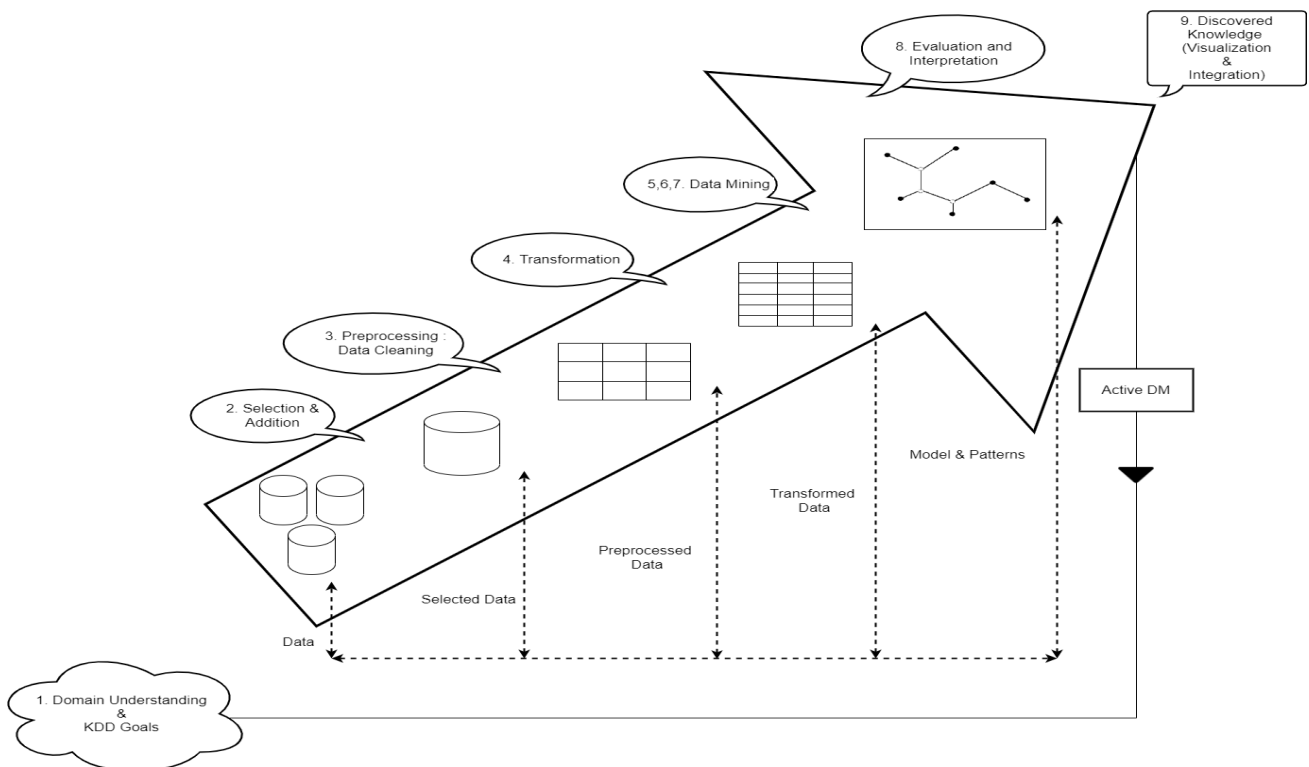 9. Discovered
Knowledge
(Visualization
&
Integration)
8. Evaluation and
Interpretation
5,6,7. Data Mining
4. Transformation
3. Preprocessing :
Data Cleaning
2. Selection &
Addition
Active DM
Model & Patterns
Transformed
Data
Preprocessed
Data
Selected Data
Data
1. Domain Understanding
&
KDD Goals